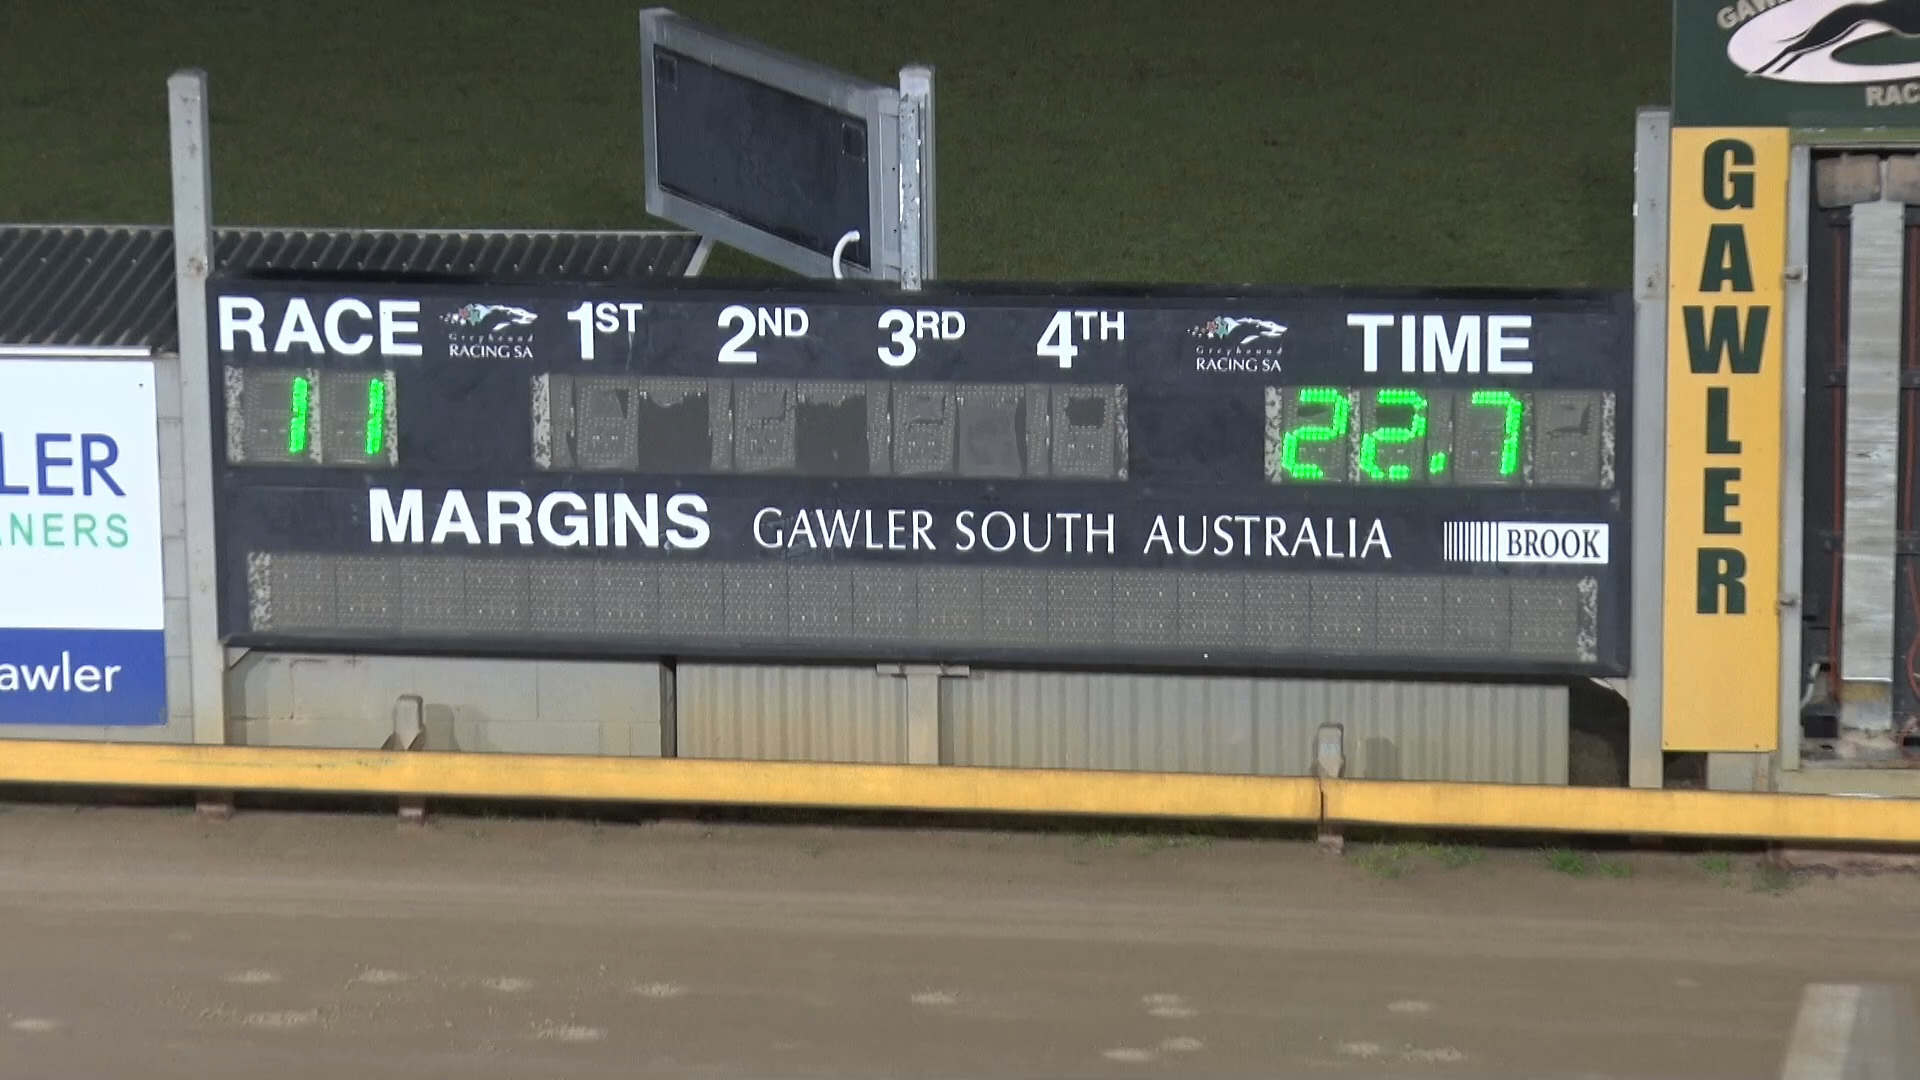 GAW
RAC
RACE
Greyhound
RACING SA
1ST
2ND
3RD
4TH
Greyhound
RACING SA
TIME
11
22.7
MARGINS
GAWLER SOUTH AUSTRALIA
BROOK
LER
NERS
awler
GAWLER